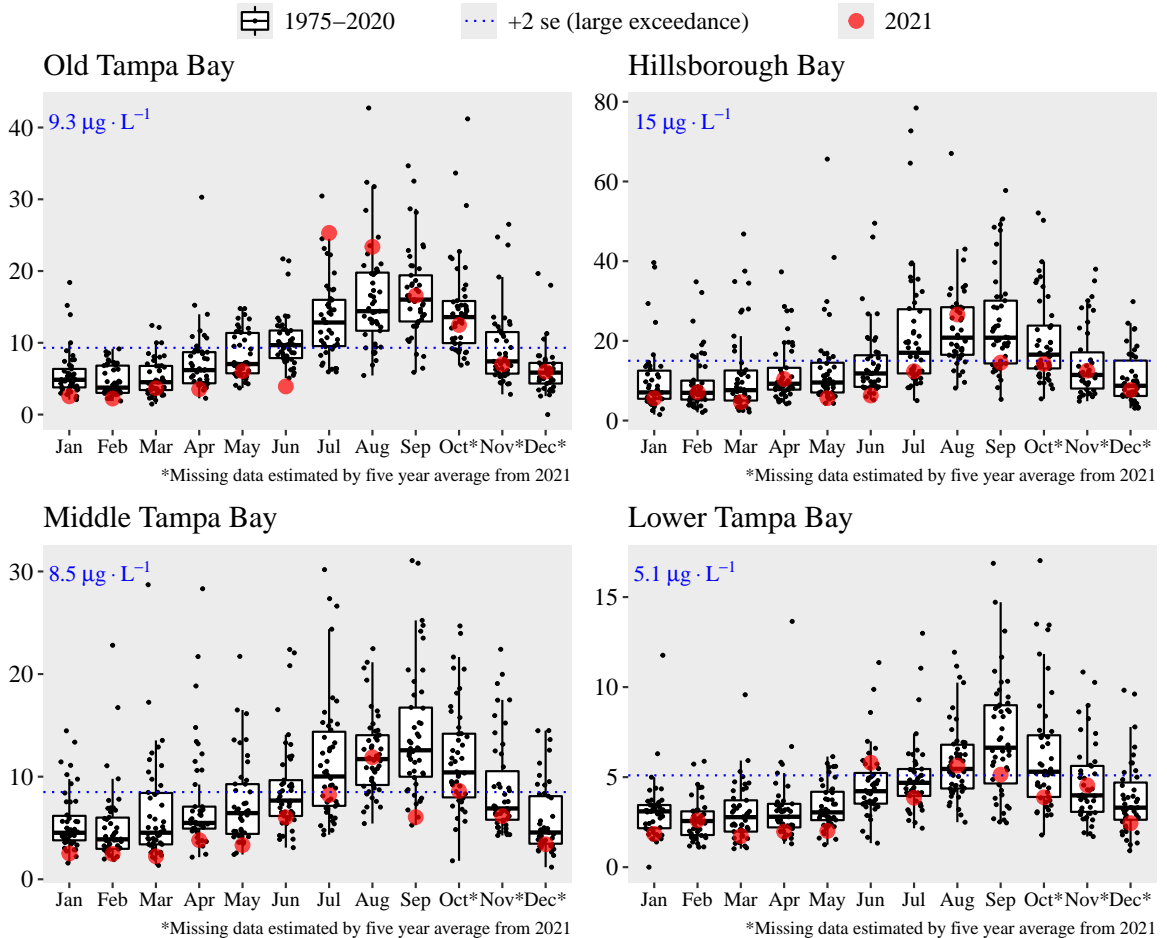 1975−2020 +2 se (large exceedance) 2021
Old Tampa Bay
9.3 μg · L⁻¹
40
30
20
10
0
Jan Feb Mar Apr May Jun Jul Aug Sep Oct* Nov* Dec*
*Missing data estimated by five year average from 2021
Hillsborough Bay
15 μg · L⁻¹
80
60
40
20
0
Jan Feb Mar Apr May Jun Jul Aug Sep Oct* Nov* Dec*
*Missing data estimated by five year average from 2021
Middle Tampa Bay
8.5 μg · L⁻¹
30
20
10
0
Jan Feb Mar Apr May Jun Jul Aug Sep Oct* Nov* Dec*
*Missing data estimated by five year average from 2021
Lower Tampa Bay
5.1 μg · L⁻¹
15
10
5
0
Jan Feb Mar Apr May Jun Jul Aug Sep Oct* Nov* Dec*
*Missing data estimated by five year average from 2021